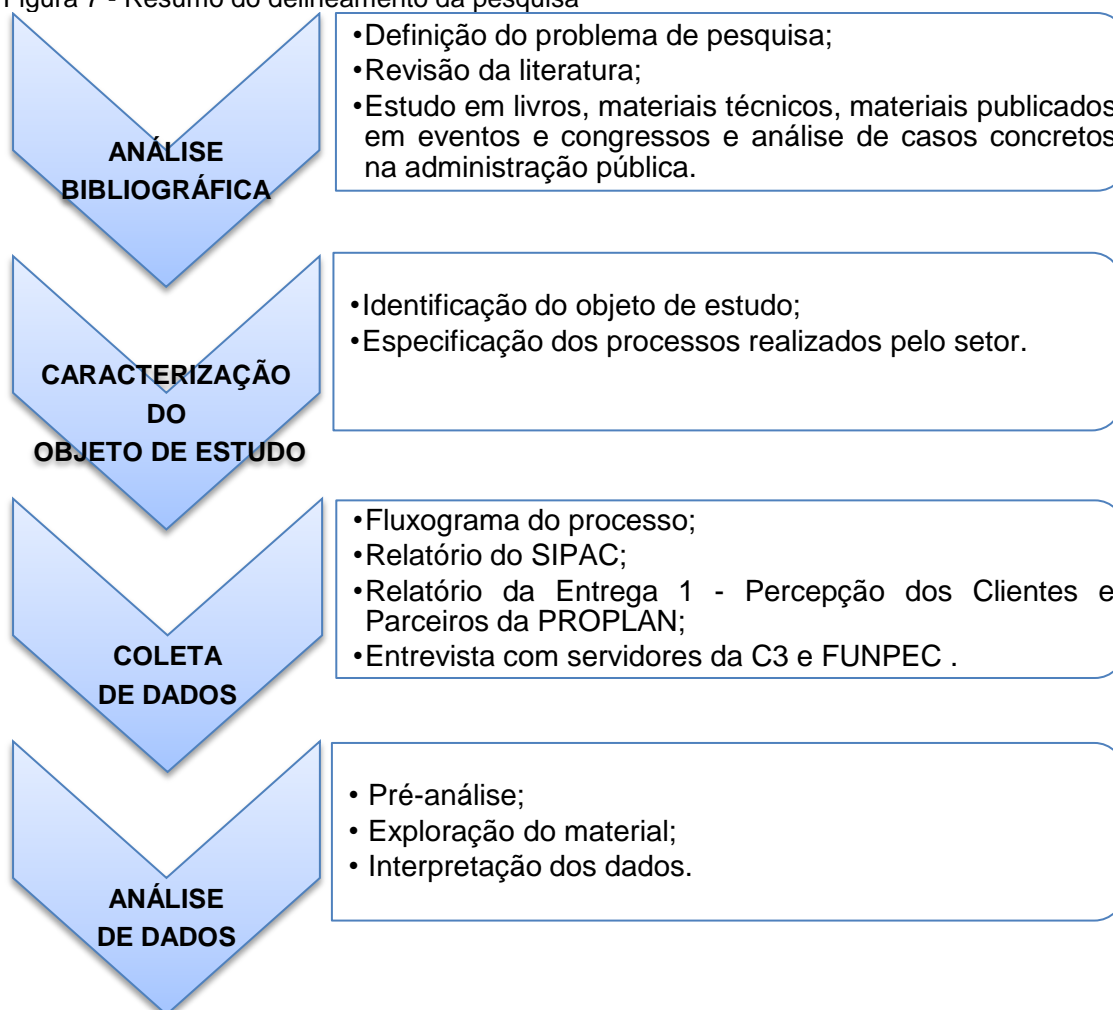 Figura 7 - Resumo do delineamento da pesquisa
ANÁLISE
BIBLIOGRÁFICA
•Definição do problema de pesquisa;
•Revisão da literatura;
•Estudo em livros, materiais técnicos, materiais publicados
em eventos e congressos e análise de casos concretos
na administração pública.
CARACTERIZAÇÃO
DO
OBJETO DE ESTUDO
•Identificação do objeto de estudo;
•Especificação dos processos realizados pelo setor.
COLETA
DE DADOS
•Fluxograma do processo;
•Relatório do SIPAC;
•Relatório da Entrega 1 - Percepção dos Clientes e
Parceiros da PROPLAN;
•Entrevista com servidores da C3 e FUNPEC .
ANÁLISE
DE DADOS
• Pré-análise;
• Exploração do material;
• Interpretação dos dados.